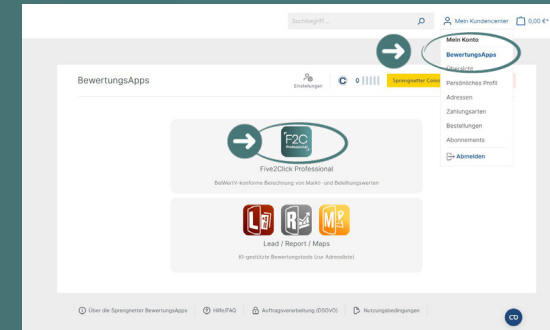 Suchbegriff...
Mein Kundencenter
0,00 €*
Mein Konto
BewertungsApps
Übersicht
Persönliches Profil
Adressen
Zahlungsarten
Bestellungen
Abonnements
Abmelden
BewertungsApps
Einstellungen
C 0
Sprengnetter
F2C
Professional
Five2Click Professional
BelWertV-konforme Berechnung von Markt- und Beleihungswerten
L R M
Lead / Report / Maps
KI-gestützte Bewertungstools (zur Adressliste)
Über die Sprengnetter BewertungsApps
Hilfe/FAQ
Auftragsverarbeitung (DSGVO)
Nutzungsbedingungen